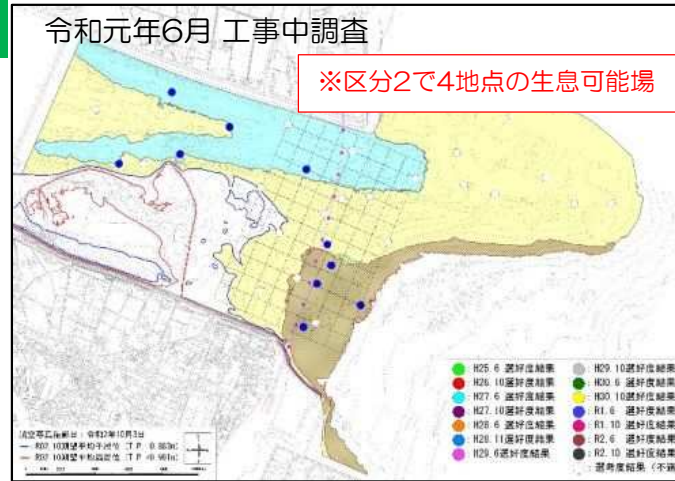 令和元年6月 工事中調査
※区分2で4地点の生息可能場
H25.6 選好度結果
H26.10選好度結果
H27.6 選好度結果
H27.10選好度結果
H28.6 選好度結果
H28.11選好度結果
H29.6選好度結果
H29.10選好度結果
H30.6 選好度結果
H30.10選好度結果
R1.6 選好度結果
R1.10 選好度結果
R2.6 選好度結果
R2.10 選好度結果